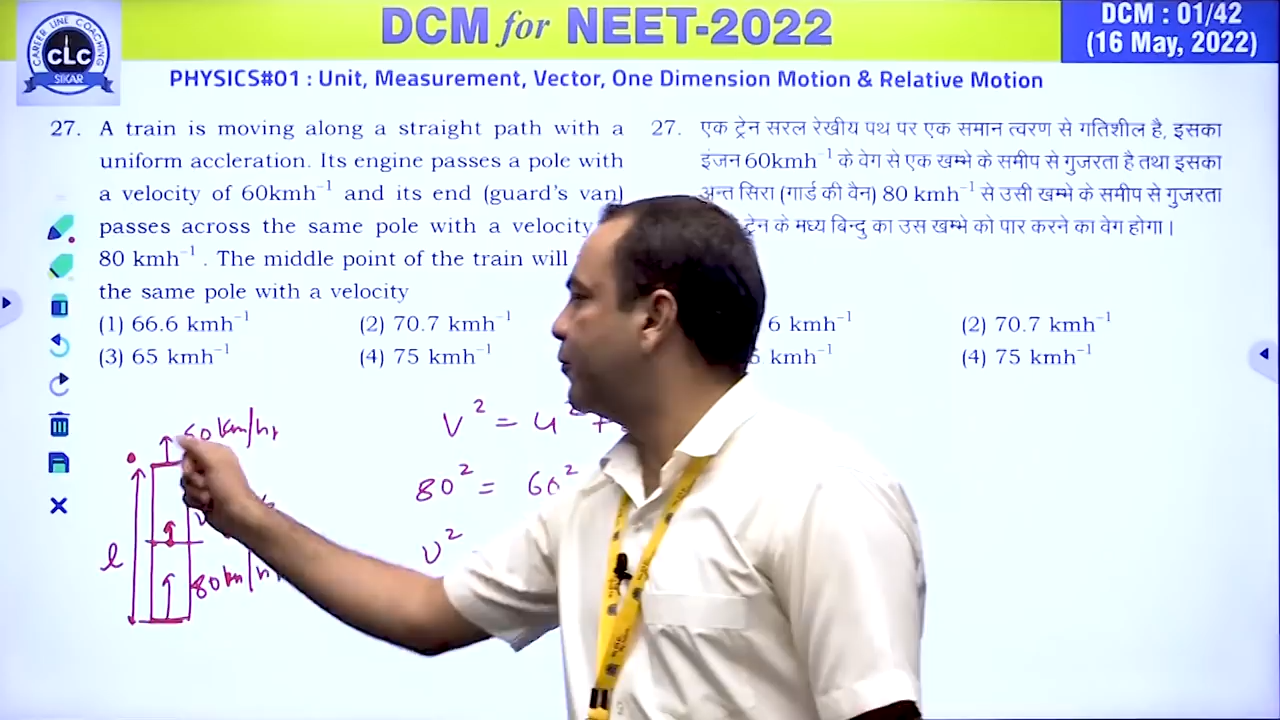 DCM for NEET-2022
DCM : 01/42
(16 May, 2022)
CAREER LINE COACHING
CLC
SIKAR
PHYSICS#01 : Unit, Measurement, Vector, One Dimension Motion & Relative Motion
27. A train is moving along a straight path with a
uniform accleration. Its engine passes a pole with
a velocity of 60kmh⁻¹ and its end (guard's van)
passes across the same pole with a velocity
80 kmh⁻¹ . The middle point of the train will
the same pole with a velocity
(1) 66.6 kmh⁻¹ (2) 70.7 kmh⁻¹
(3) 65 kmh⁻¹ (4) 75 kmh⁻¹
27. एक ट्रेन सरल रेखीय पथ पर एक समान त्वरण से गतिशील है, इसका
इंजन 60kmh⁻¹ के वेग से एक खम्भे के समीप से गुजरता है तथा इसका
अन्त सिरा (गार्ड की वैन) 80 kmh⁻¹ से उसी खम्भे के समीप से गुजरता
ट्रेन के मध्य बिन्दु का उस खम्भे को पार करने का वेग होगा।
6 kmh⁻¹ (2) 70.7 kmh⁻¹
kmh⁻¹ (4) 75 kmh⁻¹
60 km/hr
l
80 km/hr
v² = u² +
80² = 60²
v²